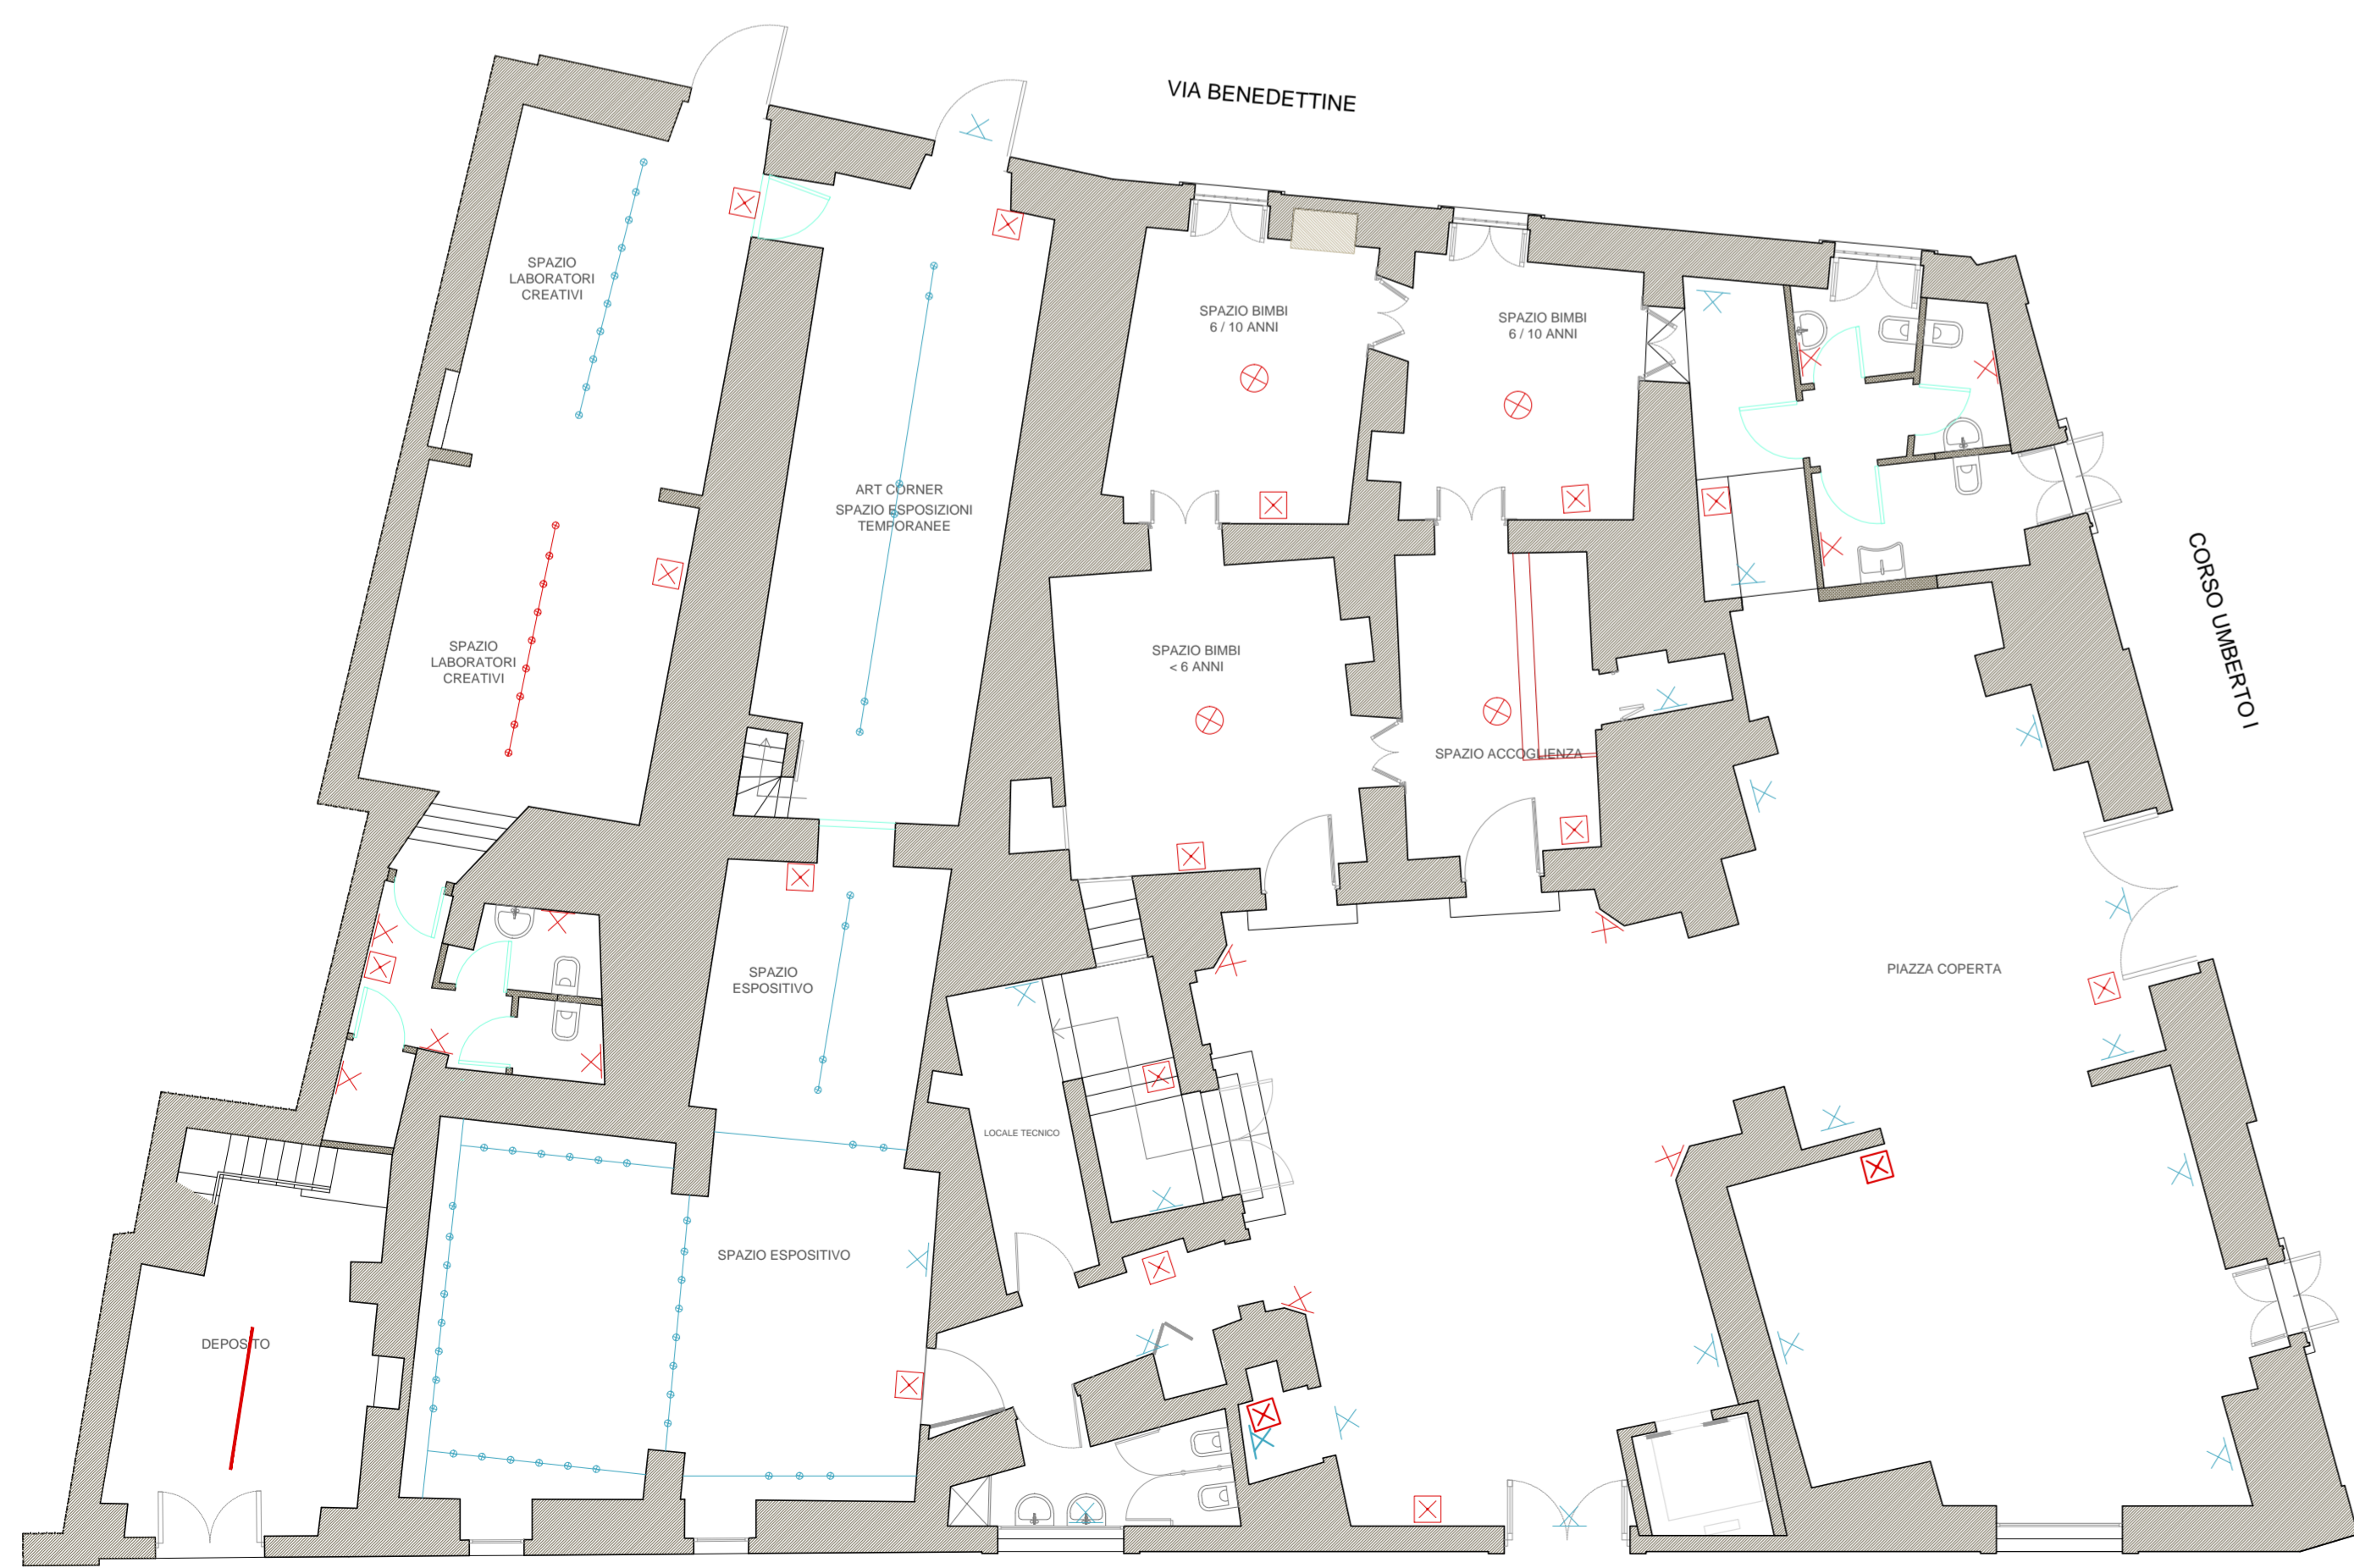 VIA BENEDETTINE
SPAZIO
LABORATORI
CREATIVI
SPAZIO BIMBI
6 / 10 ANNI
SPAZIO BIMBI
6 / 10 ANNI
ART CORNER
SPAZIO ESPOSIZIONI
TEMPORANEE
CORSO UMBERTO I
SPAZIO
LABORATORI
CREATIVI
SPAZIO BIMBI
< 6 ANNI
SPAZIO ACCOGLIENZA
SPAZIO
ESPOSITIVO
PIAZZA COPERTA
LOCALE TECNICO
SPAZIO ESPOSITIVO
DEPOSITO